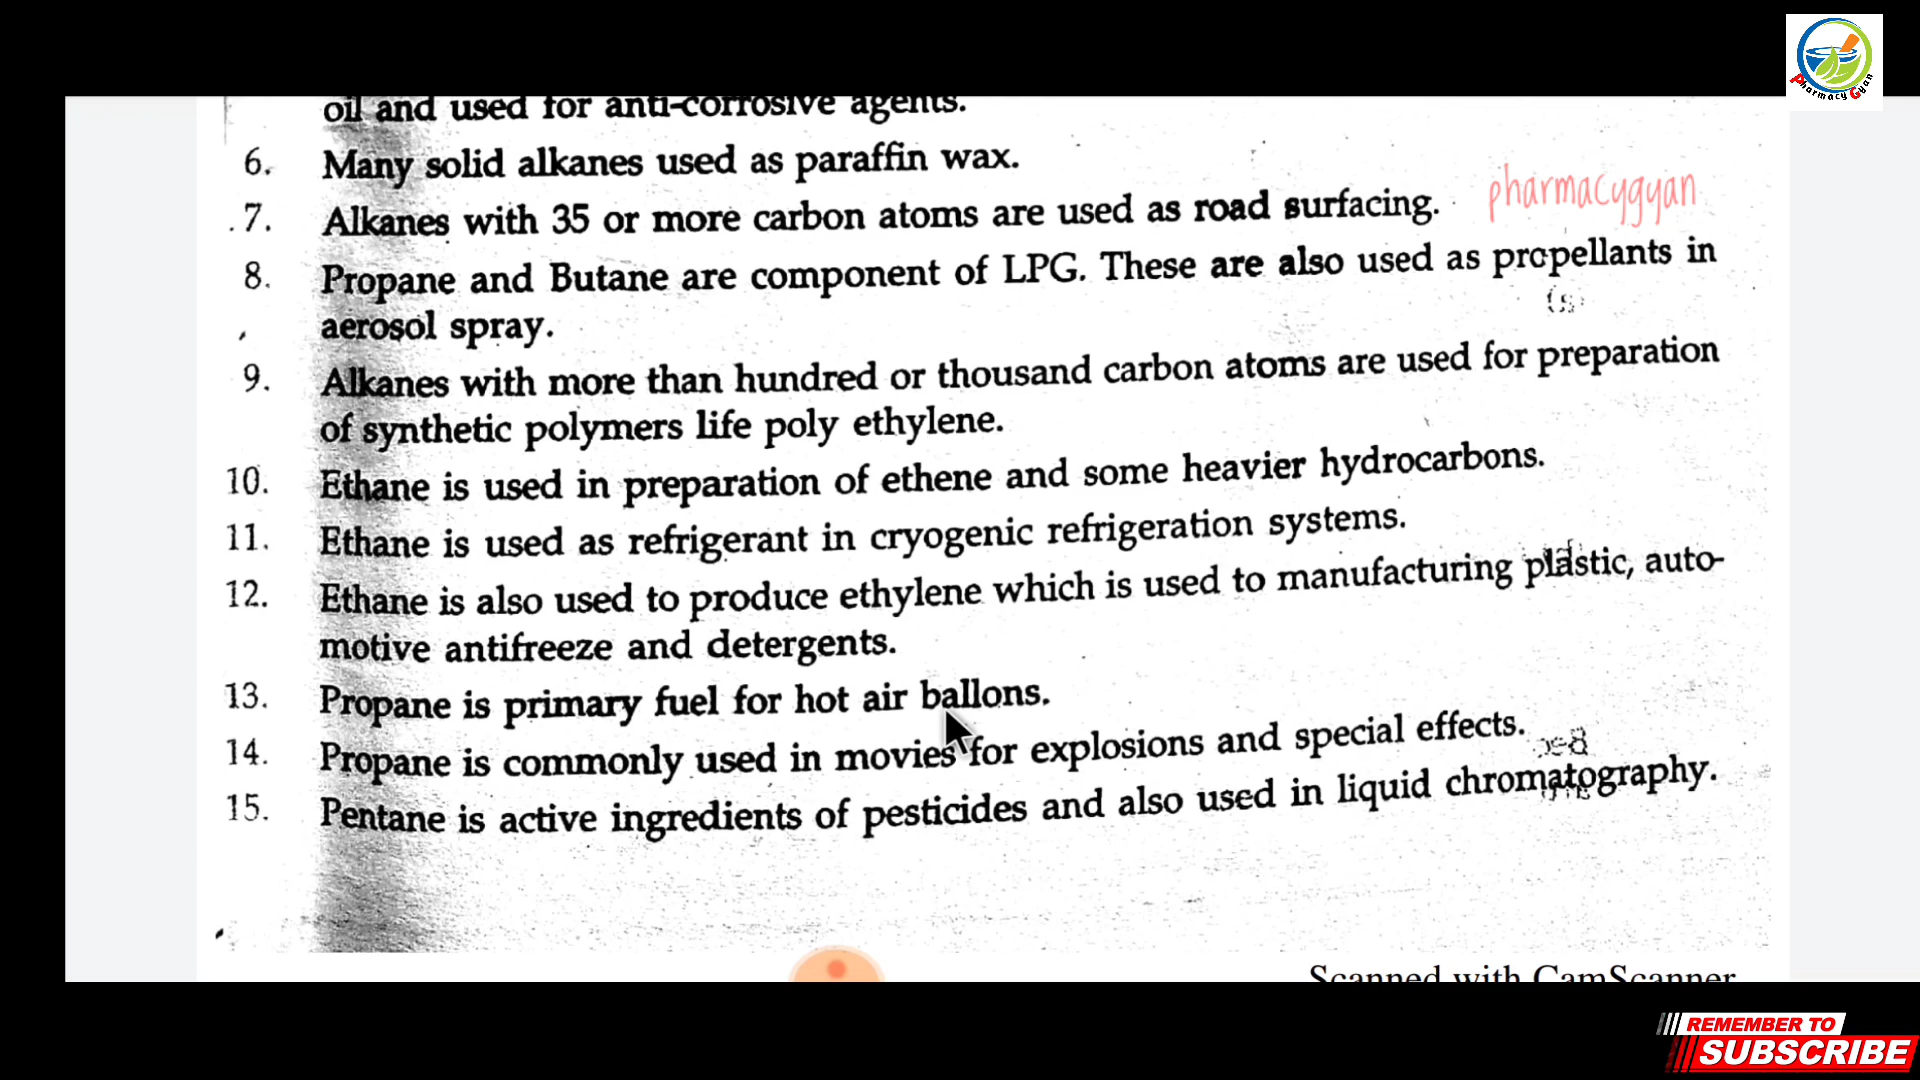 Pharmacy Gyan
oil and used for anti-corrosive agents.
6. Many solid alkanes used as paraffin wax.
7. Alkanes with 35 or more carbon atoms are used as road surfacing.
pharmacygyan
8. Propane and Butane are component of LPG. These are also used as propellants in
aerosol spray.
9. Alkanes with more than hundred or thousand carbon atoms are used for preparation
of synthetic polymers life poly ethylene.
10. Ethane is used in preparation of ethene and some heavier hydrocarbons.
11. Ethane is used as refrigerant in cryogenic refrigeration systems.
12. Ethane is also used to produce ethylene which is used to manufacturing plastic, auto-
motive antifreeze and detergents.
13. Propane is primary fuel for hot air ballons.
14. Propane is commonly used in movies for explosions and special effects.
15. Pentane is active ingredients of pesticides and also used in liquid chromatography.
Scanned with CamScanner
REMEMBER TO
SUBSCRIBE